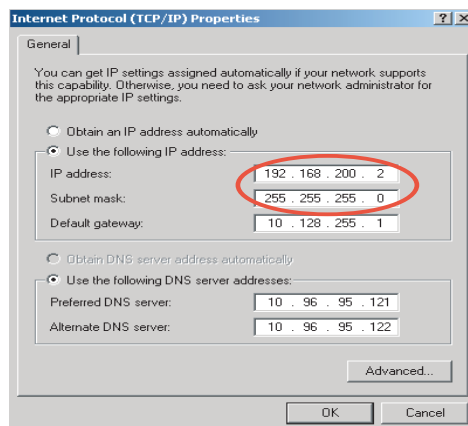 Internet Protocol (TCP/IP) Properties
General
You can get IP settings assigned automatically if your network supports
this capability. Otherwise, you need to ask your network administrator for
the appropriate IP settings.
Obtain an IP address automatically
Use the following IP address:
IP address: 192 . 168 . 200 . 2
Subnet mask: 255 . 255 . 255 . 0
Default gateway: 10 . 128 . 255 . 1
Obtain DNS server address automatically
Use the following DNS server addresses:
Preferred DNS server: 10 . 96 . 95 . 121
Alternate DNS server: 10 . 96 . 95 . 122
Advanced...
OK Cancel